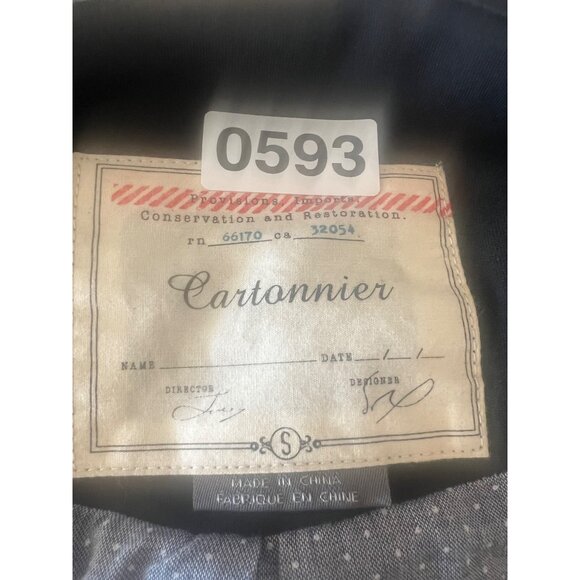 0593
Provisions, Imports,
Conservation and Restoration.
rn 66170 ca 32054
Cartonnier
NAME DATE / /
DIRECTOR DESIGNER
S
MADE IN CHINA
FABRIQUE EN CHINE